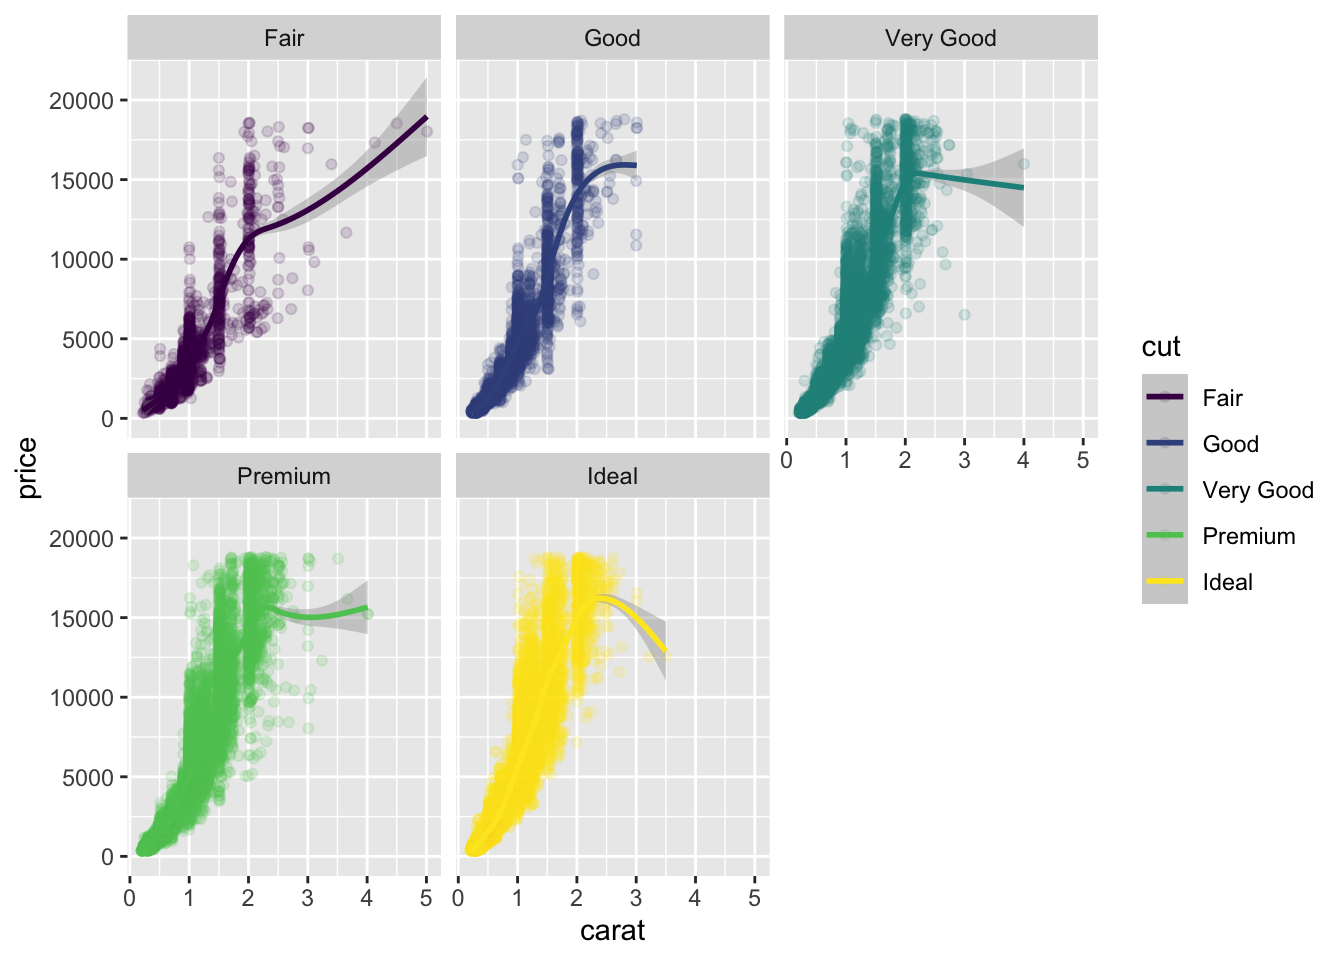 Fair Good Very Good
20000
15000
10000
5000
0
0 1 2 3 4 5
Premium Ideal
20000
15000
10000
5000
0
0 1 2 3 4 5 0 1 2 3 4 5
carat
price
cut
Fair
Good
Very Good
Premium
Ideal